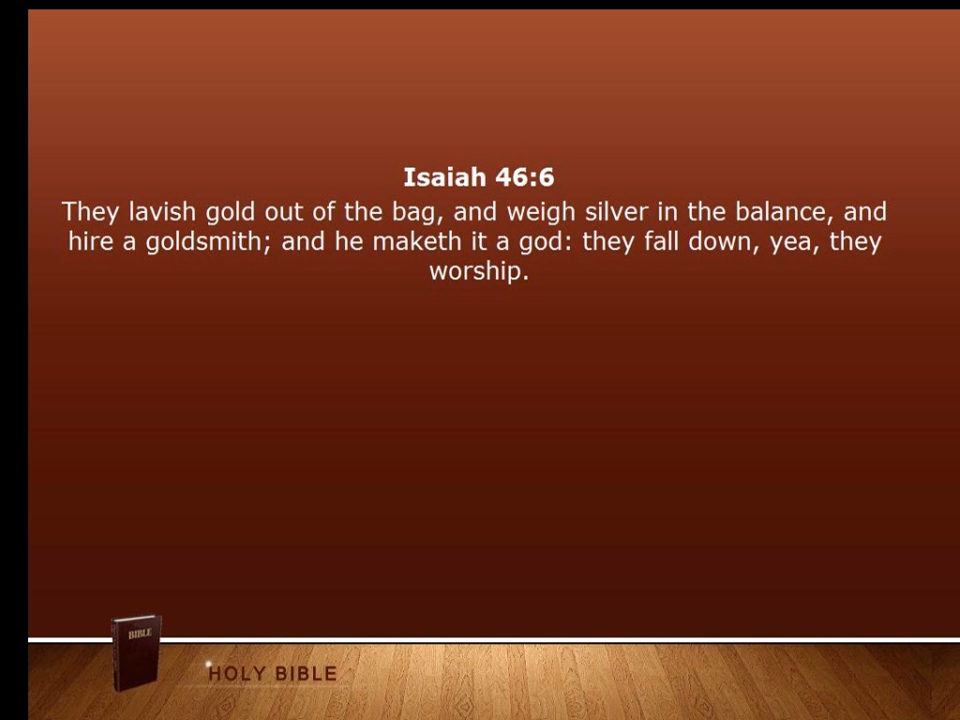 Isaiah 46:6
They lavish gold out of the bag, and weigh silver in the balance, and
hire a goldsmith; and he maketh it a god: they fall down, yea, they
worship.
BIBLE
HOLY BIBLE